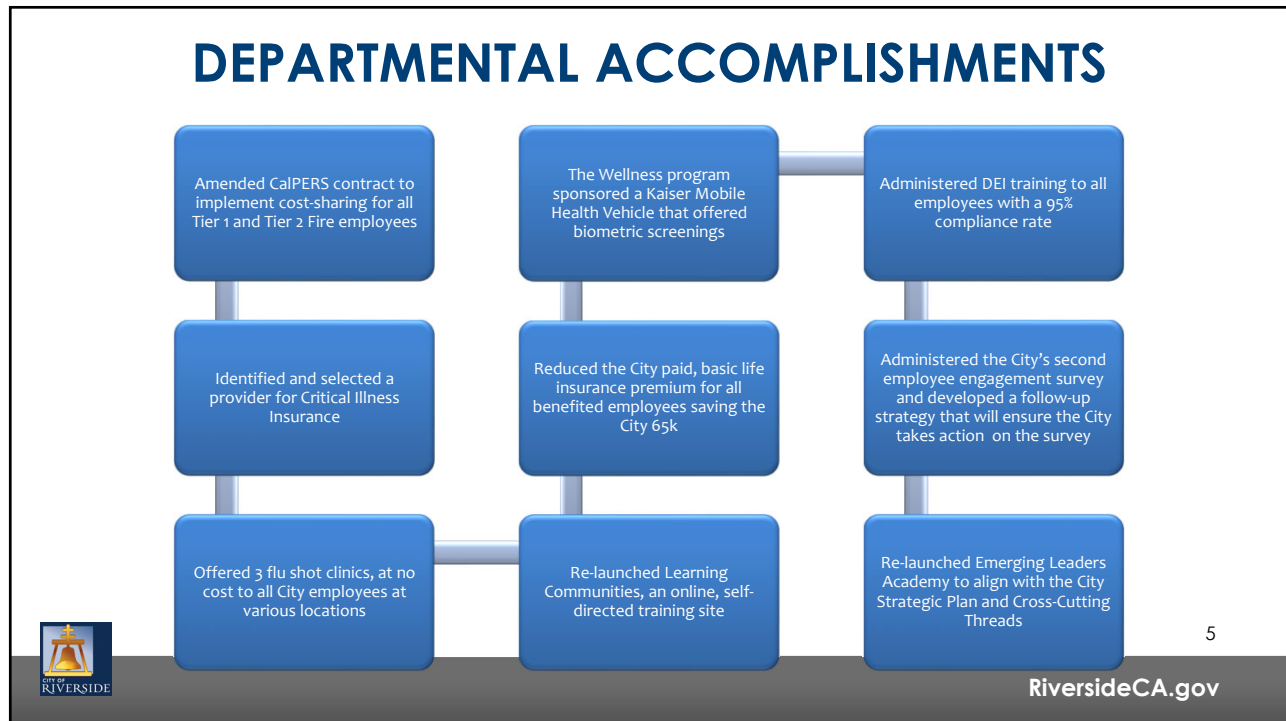 DEPARTMENTAL ACCOMPLISHMENTS
Amended CalPERS contract to
implement cost-sharing for all
Tier 1 and Tier 2 Fire employees
Identified and selected a
provider for Critical Illness
Insurance
Offered 3 flu shot clinics, at no
cost to all City employees at
various locations
Re-launched Learning
Communities, an online, self-
directed training site
Reduced the City paid, basic life
insurance premium for all
benefited employees saving the
City 65k
The Wellness program
sponsored a Kaiser Mobile
Health Vehicle that offered
biometric screenings
Administered DEI training to all
employees with a 95%
compliance rate
Administered the City’s second
employee engagement survey
and developed a follow-up
strategy that will ensure the City
takes action on the survey
Re-launched Emerging Leaders
Academy to align with the City
Strategic Plan and Cross-Cutting
Threads
5
CITY OF
RIVERSIDE
RiversideCA.gov